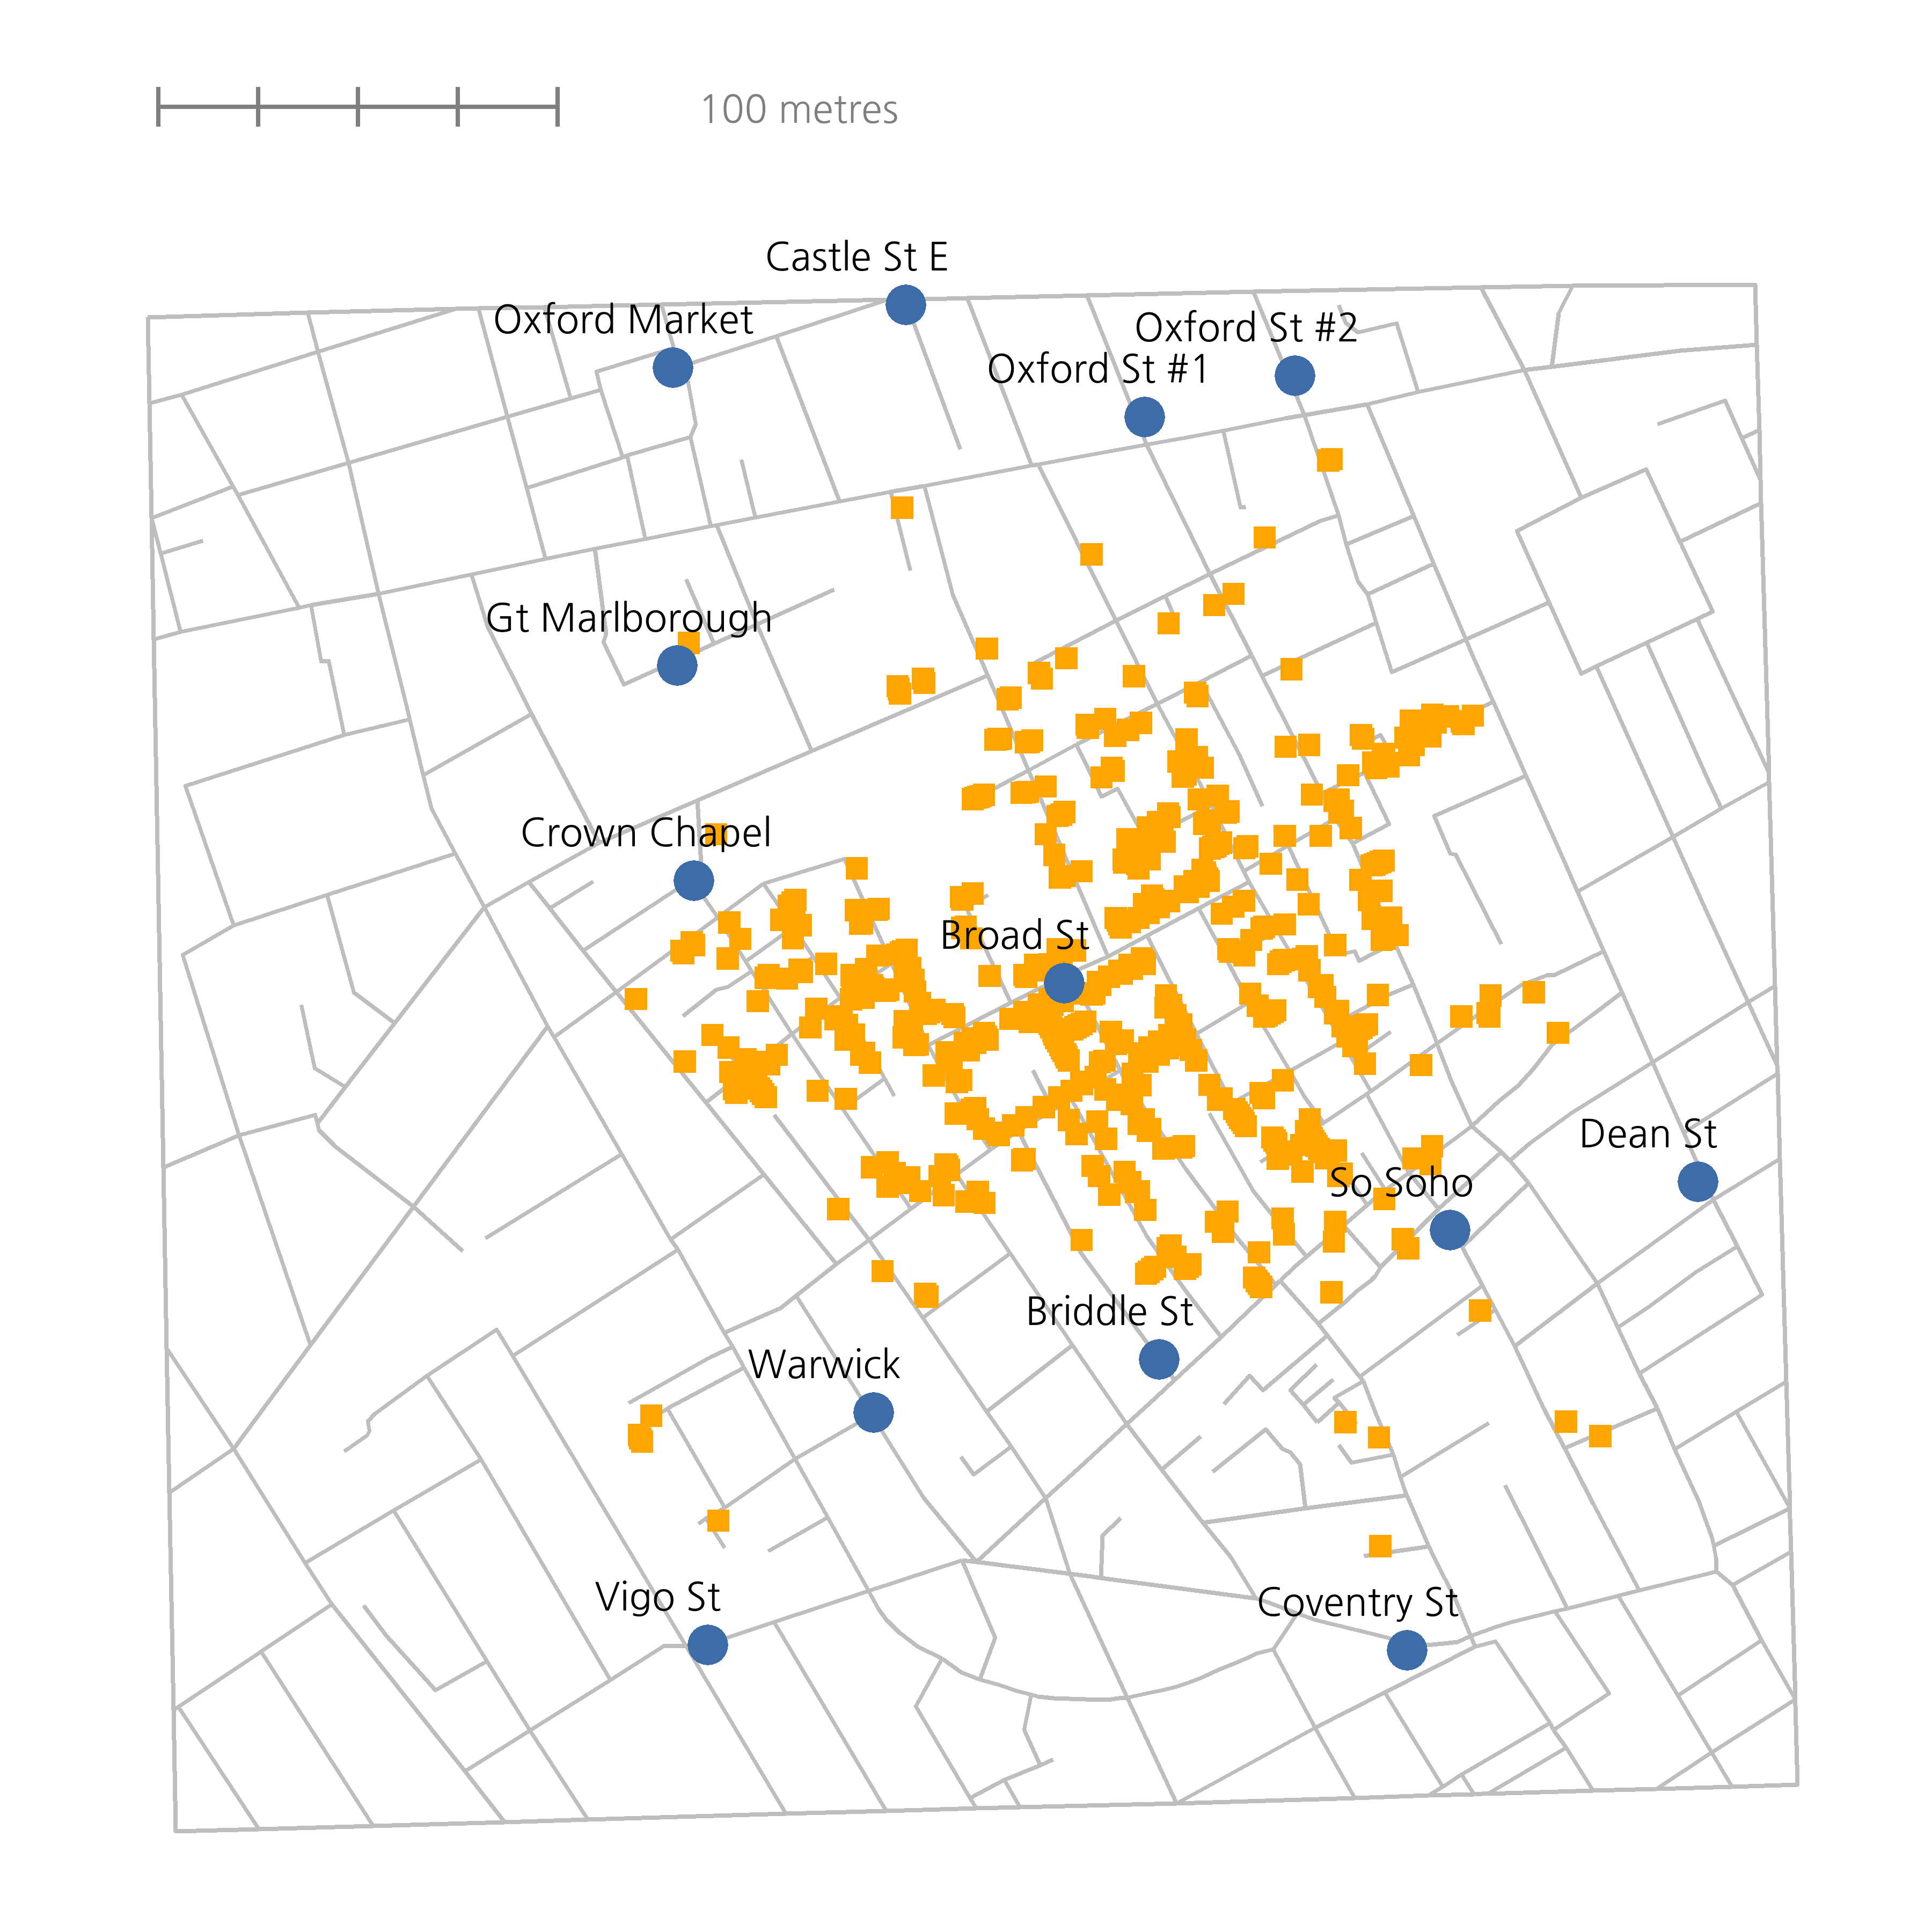 100 metres
Castle St E
Oxford Market
Oxford St #2
Oxford St #1
Gt Marlborough
Crown Chapel
Broad St
Dean St
So Soho
Briddle St
Warwick
Vigo St
Coventry St